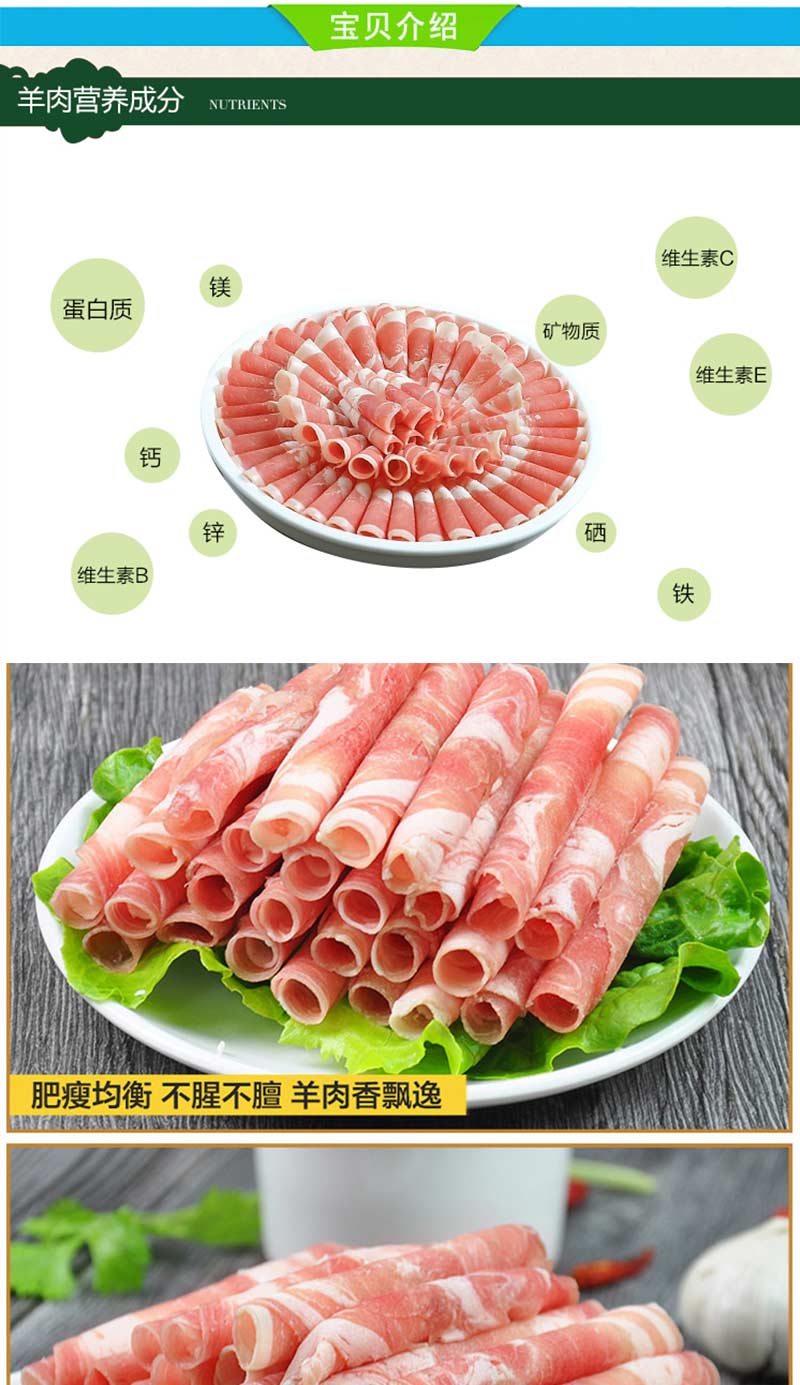 宝贝介绍
羊肉营养成分 NUTRIENTS
维生素C
蛋白质
镁
矿物质
维生素E
钙
锌
硒
维生素B
铁
肥瘦均衡 不腥不膻 羊肉香飘逸